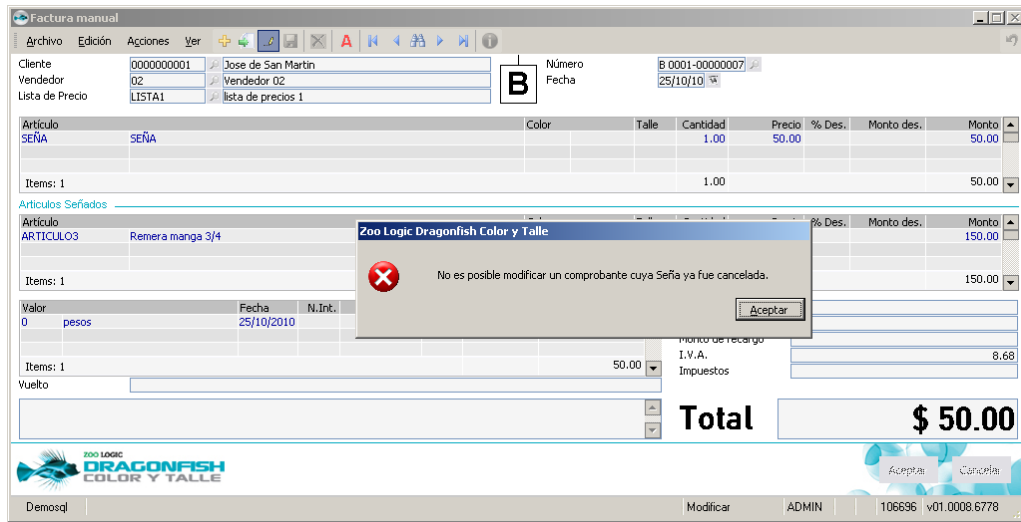 Factura manual
Archivo Edición Acciones Ver
Cliente 0000000001 Jose de San Martin B Número B 0001-00000007
Vendedor 02 Vendedor 02 Fecha 25/10/10
Lista de Precio LISTA1 lista de precios 1
Artículo Color Talle Cantidad Precio % Des. Monto des. Monto
SEÑA SEÑA 1.00 50.00 50.00
Items: 1 1.00 50.00
Articulos Señados
Artículo % Des. Monto des. Monto
ARTICULO3 Remera manga 3/4 150.00
Items: 1 150.00
Zoo Logic Dragonfish Color y Talle
No es posible modificar un comprobante cuya Seña ya fue cancelada.
Aceptar
Valor Fecha N.Int.
0 pesos 25/10/2010
Items: 1 50.00
Monto de recargo
I.V.A. 8.68
Impuestos
Vuelto
Total $ 50.00
ZOO LOGIC
DRAGONFISH
COLOR Y TALLE
Aceptar Cancelar
Demosql Modificar ADMIN 106696 v01.0008.6778